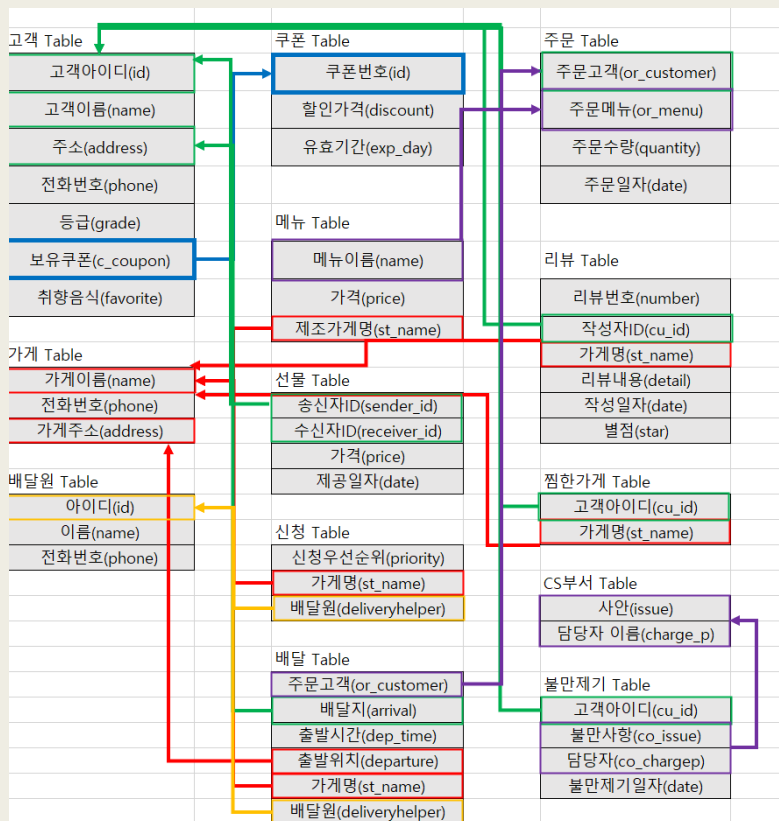 고객 Table
고객아이디(id)
고객이름(name)
주소(address)
전화번호(phone)
등급(grade)
보유쿠폰(c_coupon)
취향음식(favorite)
가게 Table
가게이름(name)
전화번호(phone)
가게주소(address)
배달원 Table
아이디(id)
이름(name)
전화번호(phone)
쿠폰 Table
쿠폰번호(id)
할인가격(discount)
유효기간(exp_day)
메뉴 Table
메뉴이름(name)
가격(price)
제조가게명(st_name)
선물 Table
송신자ID(sender_id)
수신자ID(receiver_id)
가격(price)
제공일자(date)
신청 Table
신청우선순위(priority)
가게명(st_name)
배달원(deliveryhelper)
배달 Table
주문고객(or_customer)
배달지(arrival)
출발시간(dep_time)
출발위치(departure)
가게명(st_name)
배달원(deliveryhelper)
주문 Table
주문고객(or_customer)
주문메뉴(or_menu)
주문수량(quantity)
주문일자(date)
리뷰 Table
리뷰번호(number)
작성자ID(cu_id)
가게명(st_name)
리뷰내용(detail)
작성일자(date)
별점(star)
찜한가게 Table
고객아이디(cu_id)
가게명(st_name)
CS부서 Table
사안(issue)
담당자 이름(charge_p)
불만제기 Table
고객아이디(cu_id)
불만사항(co_issue)
담당자(co_chargep)
불만제기일자(date)